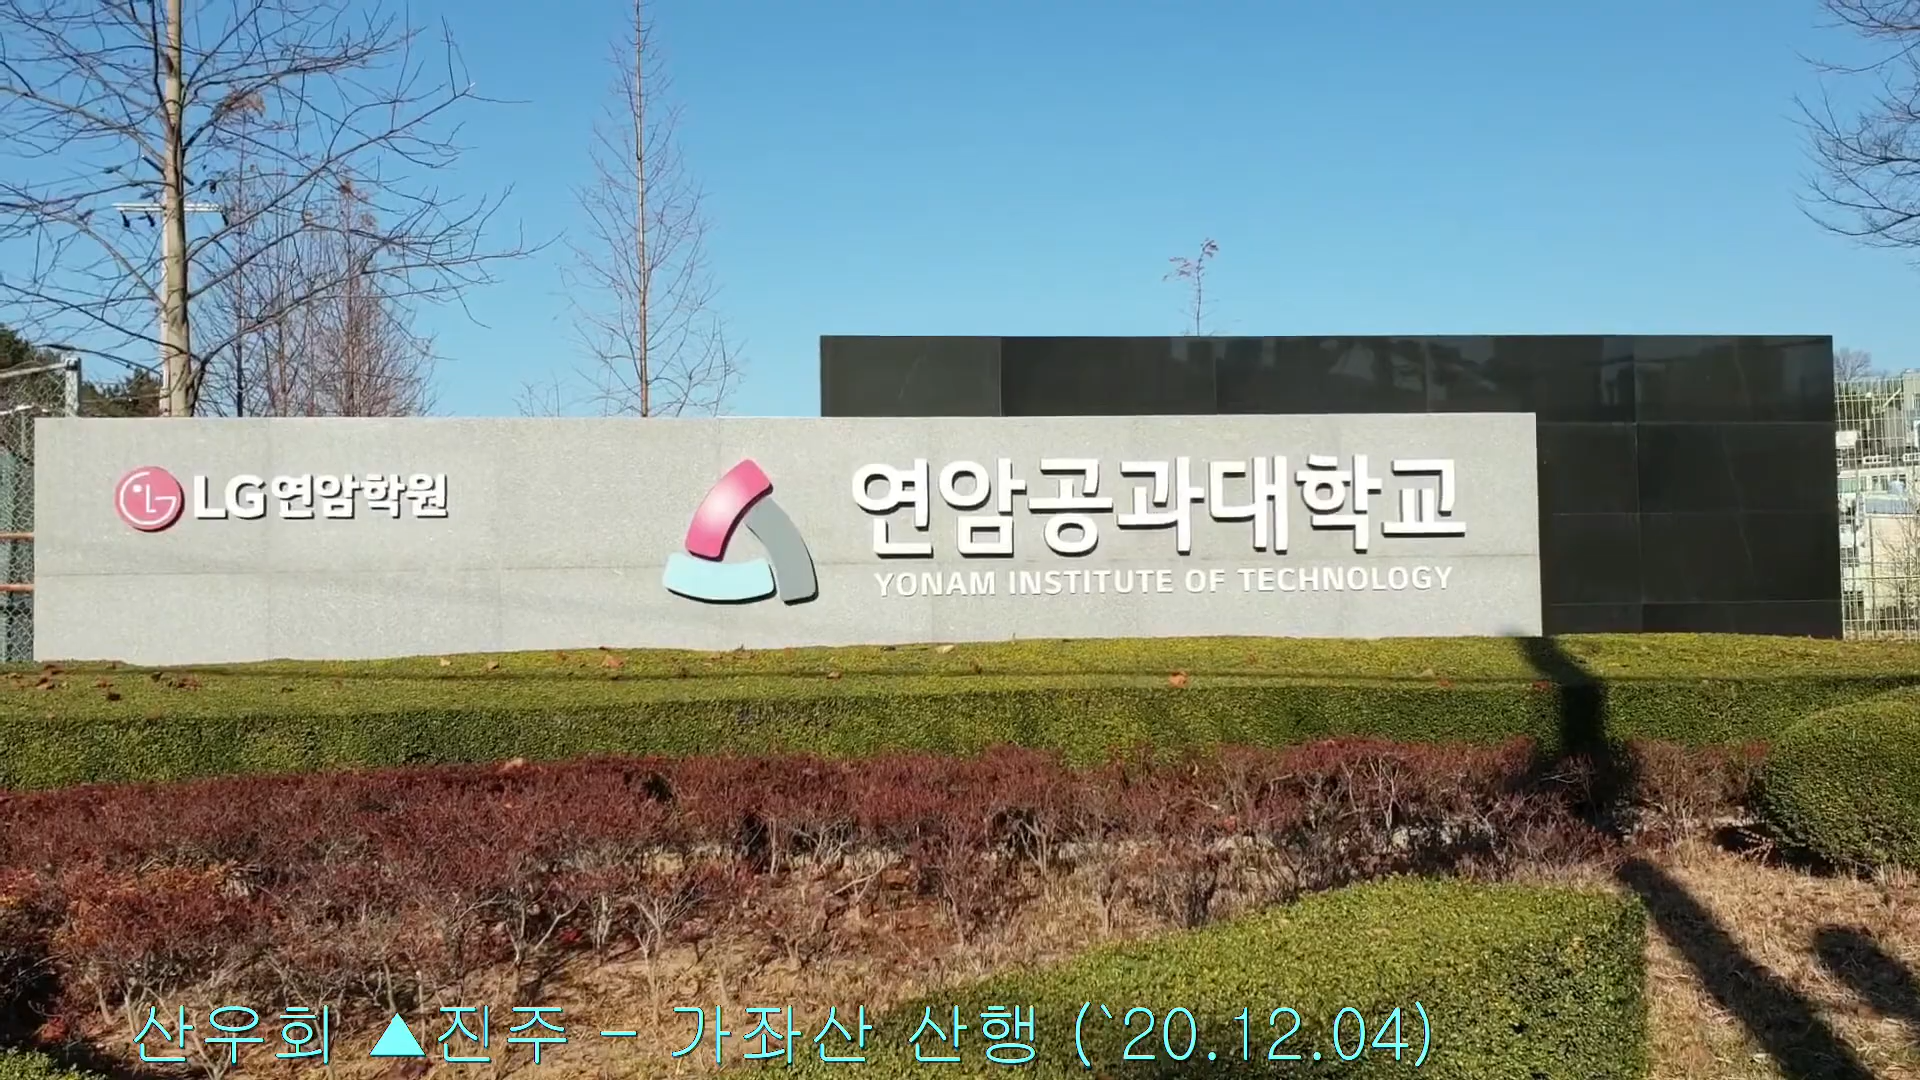 LG연암학원
연암공과대학교
YONAM INSTITUTE OF TECHNOLOGY
산우회 ▲진주 - 가좌산 산행 (`20.12.04)